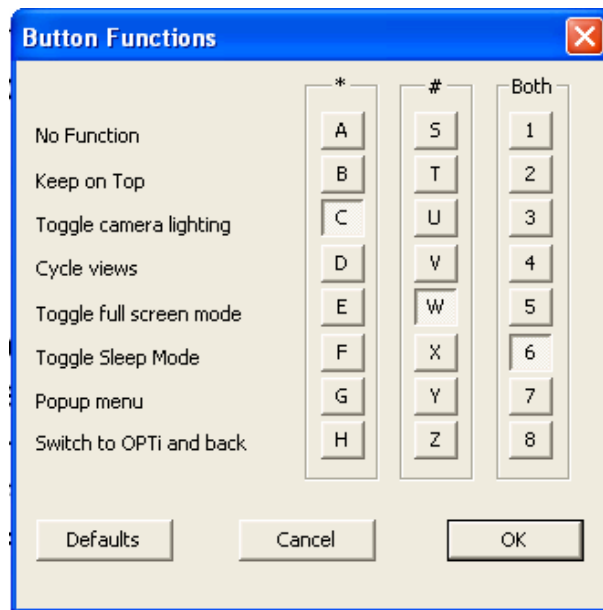 Button Functions
* # Both
No Function A S 1
Keep on Top B T 2
Toggle camera lighting C U 3
Cycle views D V 4
Toggle full screen mode E W 5
Toggle Sleep Mode F X 6
Popup menu G Y 7
Switch to OPTi and back H Z 8
Defaults Cancel OK